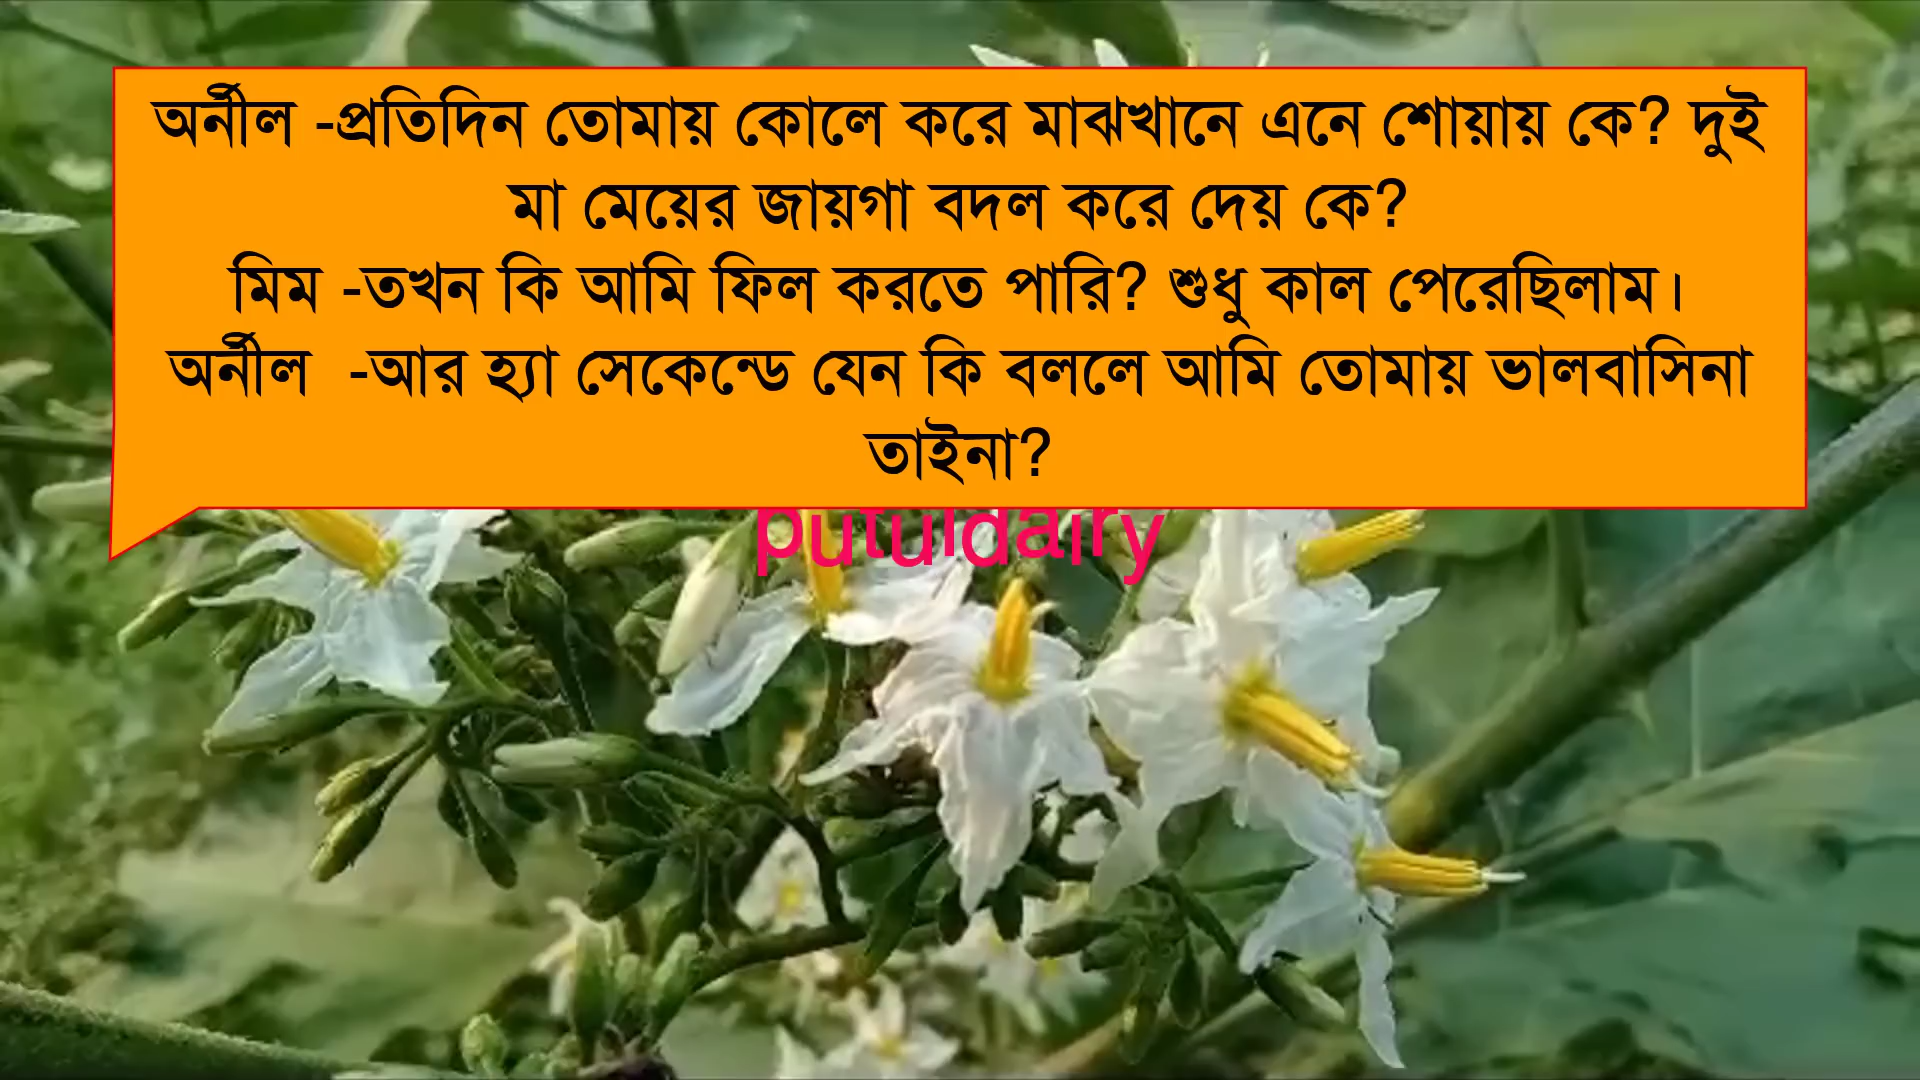 অর্নীল -প্রতিদিন তোমায় কোলে করে মাঝখানে এনে শোয়ায় কে? দুই
মা মেয়ের জায়গা বদল করে দেয় কে?
মিম -তখন কি আমি ফিল করতে পারি? শুধু কাল পেরেছিলাম।
অর্নীল -আর হ্যা সেকেন্ডে যেন কি বললে আমি তোমায় ভালবাসিনা
তাইনা?
putuldairy